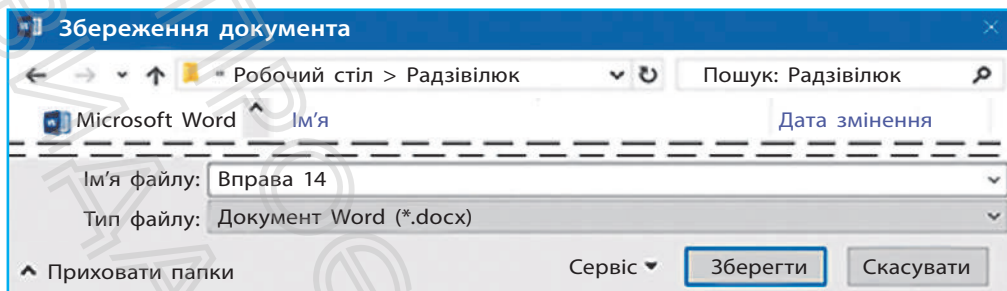 Збереження документа
Робочий стіл > Радзівілюк Пошук: Радзівілюк
Microsoft Word Ім'я Дата змінення
Ім'я файлу: Вправа 14
Тип файлу: Документ Word (*.docx)
Приховати папки Сервіс Зберегти Скасувати